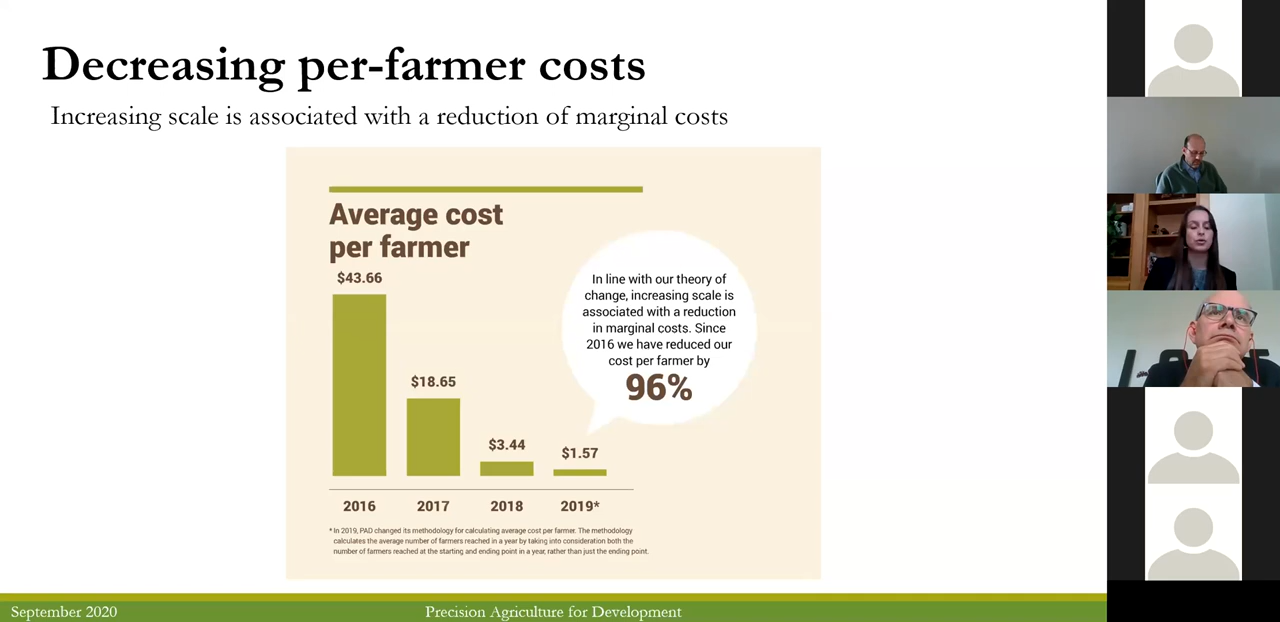 Decreasing per-farmer costs
Increasing scale is associated with a reduction of marginal costs
Average cost
per farmer
$43.66
$18.65
$3.44
$1.57
In line with our theory of
change, increasing scale is
associated with a reduction
in marginal costs. Since
2016 we have reduced our
cost per farmer by
96%
2016 2017 2018 2019*
* In 2019, PAD changed its methodology for calculating average cost per farmer. The methodology
calculates the average number of farmers reached in a year by taking into consideration both the
number of farmers reached at the starting and ending point in a year, rather than just the ending point.
September 2020
Precision Agriculture for Development